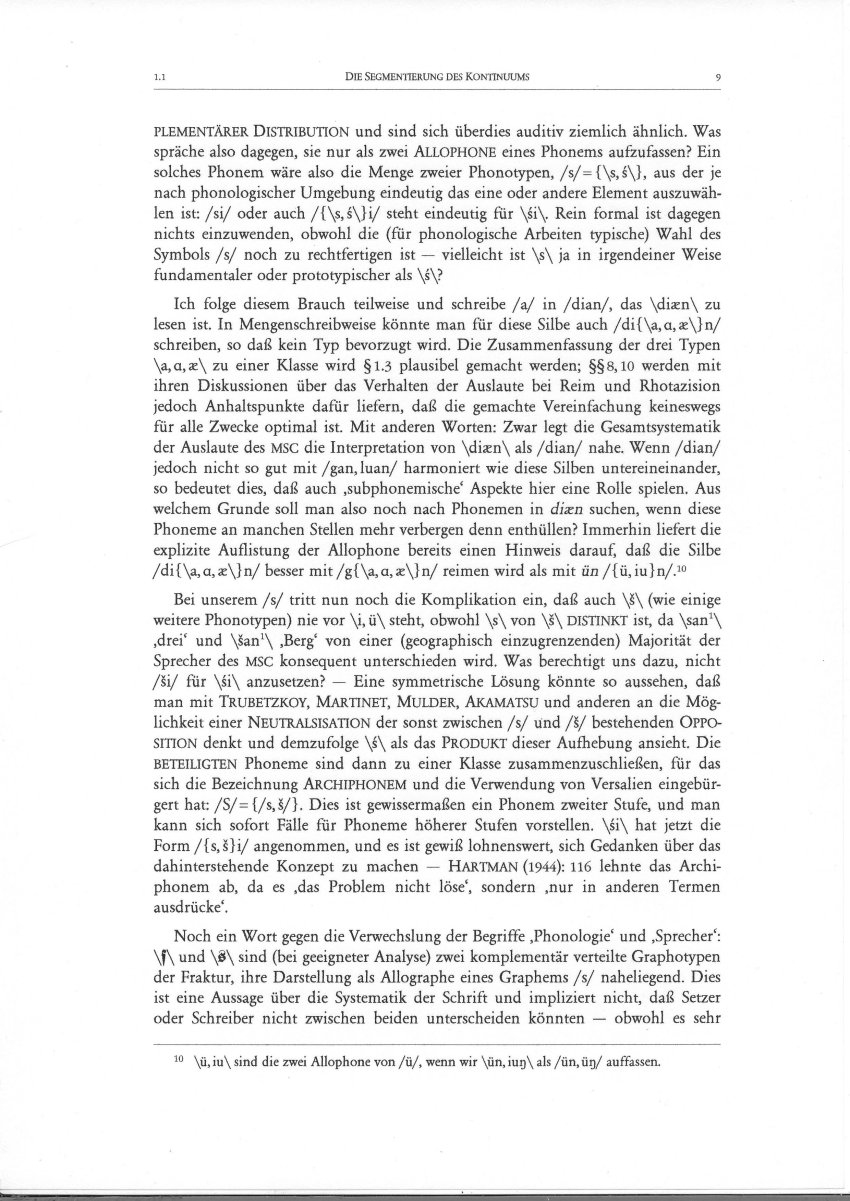 1.1 DIE SEGMENTIERUNG DES KONTINUUMS 9
PLEMENTÄRER DISTRIBUTION und sind sich überdies auditiv ziemlich ähnlich. Was
spräche also dagegen, sie nur als zwei ALLOPHONE eines Phonems aufzufassen? Ein
solches Phonem wäre also die Menge zweier Phonotypen, /s/={\s,ś\}, aus der je
nach phonologischer Umgebung eindeutig das eine oder andere Element auszuwäh-
len ist: /si/ oder auch /{\s,ś\}i/ steht eindeutig für \śi\. Rein formal ist dagegen
nichts einzuwenden, obwohl die (für phonologische Arbeiten typische) Wahl des
Symbols /s/ noch zu rechtfertigen ist — vielleicht ist \s\ ja in irgendeiner Weise
fundamentaler oder prototypischer als \ś\?
Ich folge diesem Brauch teilweise und schreibe /a/ in /dian/, das \diæn\ zu
lesen ist. In Mengenschreibweise könnte man für diese Silbe auch /di{\a,ɑ,æ\}n/
schreiben, so daß kein Typ bevorzugt wird. Die Zusammenfassung der drei Typen
\a,ɑ,æ\ zu einer Klasse wird §1.3 plausibel gemacht werden; §§8,10 werden mit
ihren Diskussionen über das Verhalten der Auslaute bei Reim und Rhotazision
jedoch Anhaltspunkte dafür liefern, daß die gemachte Vereinfachung keineswegs
für alle Zwecke optimal ist. Mit anderen Worten: Zwar legt die Gesamtsystematik
der Auslaute des MSC die Interpretation von \diæn\ als /dian/ nahe. Wenn /dian/
jedoch nicht so gut mit /gan,luan/ harmoniert wie diese Silben untereineinander,
so bedeutet dies, daß auch ‚subphonemische‘ Aspekte hier eine Rolle spielen. Aus
welchem Grunde soll man also noch nach Phonemen in diæn suchen, wenn diese
Phoneme an manchen Stellen mehr verbergen denn enthüllen? Immerhin liefert die
explizite Auflistung der Allophone bereits einen Hinweis darauf, daß die Silbe
/di{\a,ɑ,æ\}n/ besser mit /g{\a,ɑ,æ\}n/ reimen wird als mit ün /{ü,iu}n/.¹⁰
Bei unserem /s/ tritt nun noch die Komplikation ein, daß auch \š\ (wie einige
weitere Phonotypen) nie vor \i,ü\ steht, obwohl \s\ von \š\ DISTINKT ist, da \san¹\
‚drei‘ und \šan¹\ ‚Berg‘ von einer (geographisch einzugrenzenden) Majorität der
Sprecher des MSC konsequent unterschieden wird. Was berechtigt uns dazu, nicht
/ši/ für \śi\ anzusetzen? — Eine symmetrische Lösung könnte so aussehen, daß
man mit TRUBETZKOY, MARTINET, MULDER, AKAMATSU und anderen an die Mög-
lichkeit einer NEUTRALSISATION der sonst zwischen /s/ und /š/ bestehenden OPPO-
SITION denkt und demzufolge \ś\ als das PRODUKT dieser Aufhebung ansieht. Die
BETEILIGTEN Phoneme sind dann zu einer Klasse zusammenzuschließen, für das
sich die Bezeichnung ARCHIPHONEM und die Verwendung von Versalien eingebür-
gert hat: /S/={/s,š/}. Dies ist gewissermaßen ein Phonem zweiter Stufe, und man
kann sich sofort Fälle für Phoneme höherer Stufen vorstellen. \śi\ hat jetzt die
Form /{s,š}i/ angenommen, und es ist gewiß lohnenswert, sich Gedanken über das
dahinterstehende Konzept zu machen — HARTMAN (1944): 116 lehnte das Archi-
phonem ab, da es ‚das Problem nicht löse‘, sondern ‚nur in anderen Termen
ausdrücke‘.
Noch ein Wort gegen die Verwechslung der Begriffe ‚Phonologie‘ und ‚Sprecher‘:
\ſ\ und \s\ sind (bei geeigneter Analyse) zwei komplementär verteilte Graphotypen
der Fraktur, ihre Darstellung als Allographe eines Graphems /s/ naheliegend. Dies
ist eine Aussage über die Systematik der Schrift und impliziert nicht, daß Setzer
oder Schreiber nicht zwischen beiden unterscheiden könnten — obwohl es sehr
¹⁰ \ü,iu\ sind die zwei Allophone von /ü/, wenn wir \ün,iuŋ\ als /ün,üŋ/ auffassen.